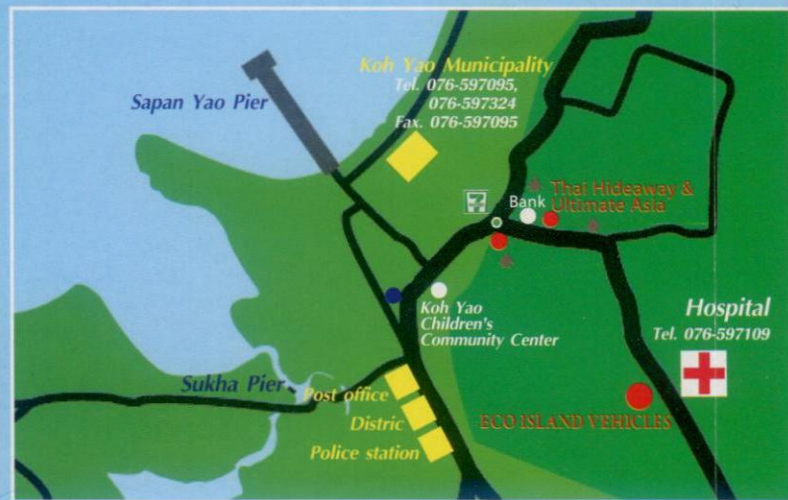 Koh Yao Municipality
Tel. 076-597095,
076-597324
Fax. 076-597095
Sapan Yao Pier
7
Bank
Thai Hideaway &
Ultimate Asia
Koh Yao
Children's
Community Center
Hospital
Tel. 076-597109
Sukha Pier
Post office
Distric
Police station
ECO ISLAND VEHICLES